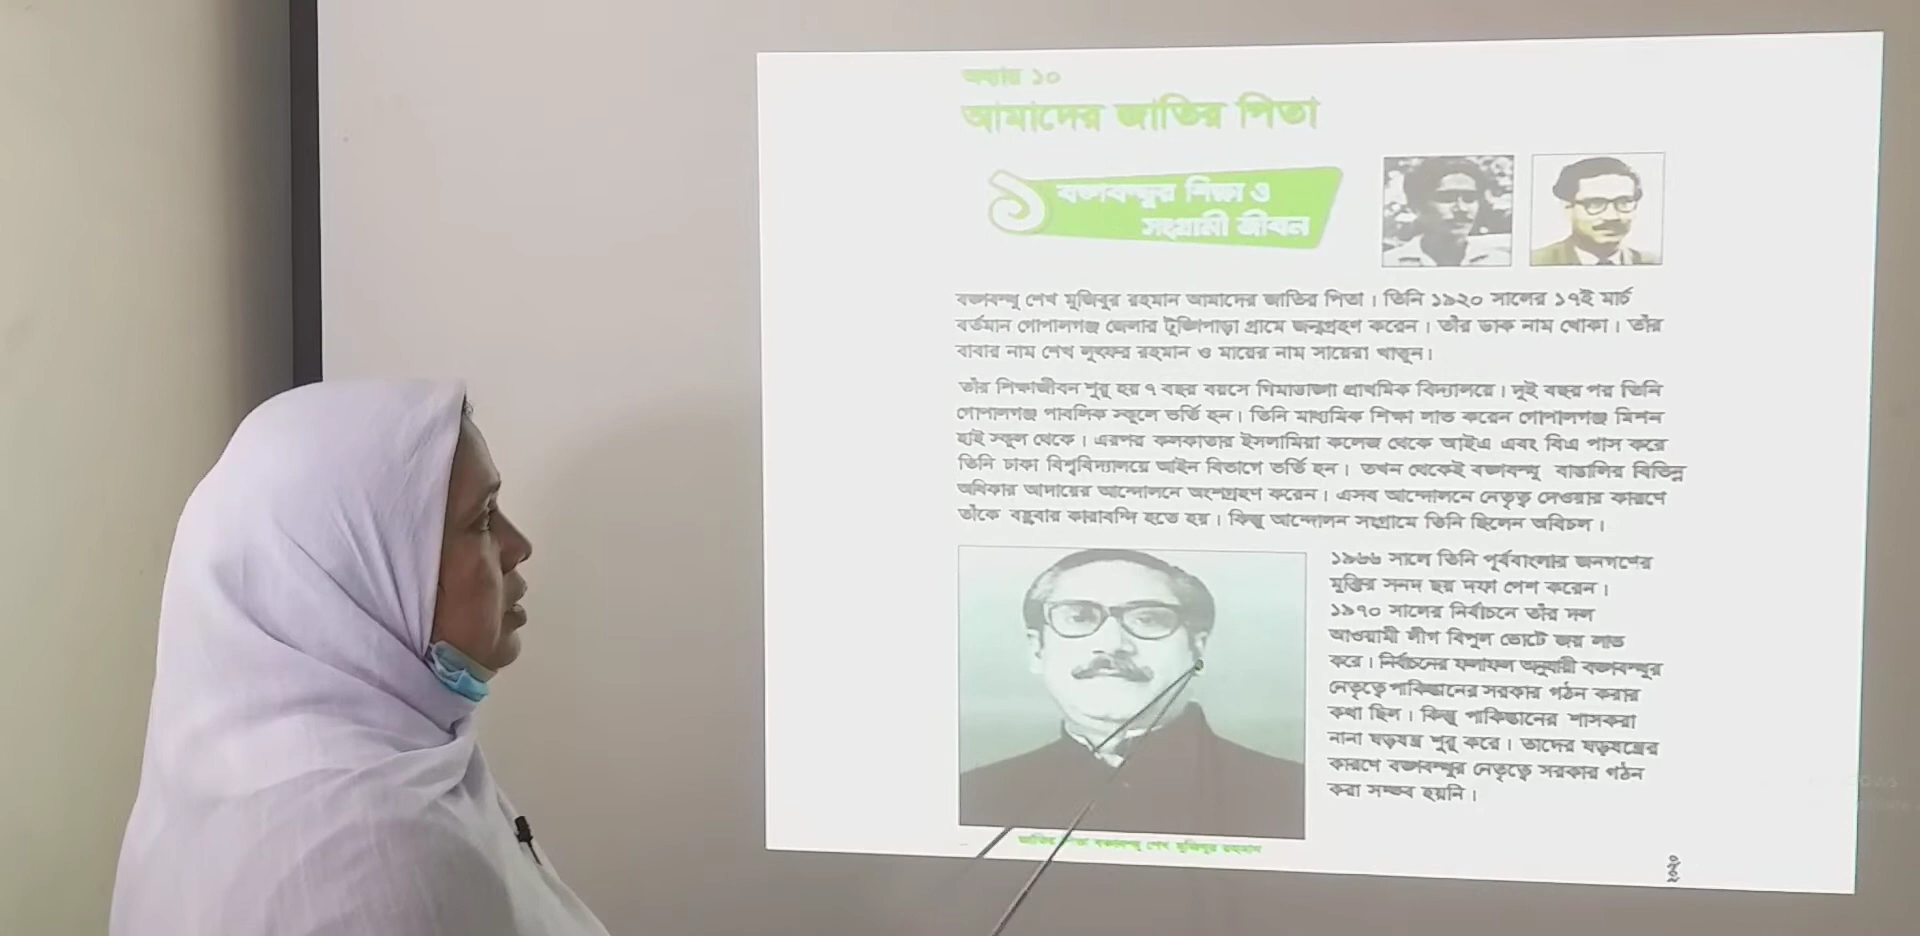 অধ্যায় ১০
আমাদের জাতির পিতা
১ বঙ্গবন্ধুর শিক্ষা ও
সংগ্রামী জীবন
বঙ্গবন্ধু শেখ মুজিবুর রহমান আমাদের জাতির পিতা। তিনি ১৯২০ সালের ১৭ই মার্চ
বর্তমান গোপালগঞ্জ জেলার টুঙ্গিপাড়া গ্রামে জন্মগ্রহণ করেন। তাঁর ডাক নাম খোকা। তাঁর
বাবার নাম শেখ লুৎফর রহমান ও মায়ের নাম সায়েরা খাতুন।
তাঁর শিক্ষাজীবন শুরু হয় ৭ বছর বয়সে গিমাডাঙ্গা প্রাথমিক বিদ্যালয়ে। দুই বছর পর তিনি
গোপালগঞ্জ পাবলিক স্কুলে ভর্তি হন। তিনি মাধ্যমিক শিক্ষা লাভ করেন গোপালগঞ্জ মিশন
হাই স্কুল থেকে। এরপর কলকাতার ইসলামিয়া কলেজ থেকে আইএ এবং বিএ পাস করে
তিনি ঢাকা বিশ্ববিদ্যালয়ে আইন বিভাগে ভর্তি হন। তখন থেকেই বঙ্গবন্ধু বাঙালির বিভিন্ন
অধিকার আদায়ের আন্দোলনে অংশগ্রহণ করেন। এসব আন্দোলনে নেতৃত্ব দেওয়ার কারণে
তাঁকে বহুবার কারাবন্দি হতে হয়। কিন্তু আন্দোলন সংগ্রামে তিনি ছিলেন অবিচল।
১৯৬৬ সালে তিনি পূর্ববাংলার জনগণের
মুক্তির সনদ ছয় দফা পেশ করেন।
১৯৭০ সালের নির্বাচনে তাঁর দল
আওয়ামী লীগ বিপুল ভোটে জয় লাভ
করে। নির্বাচনের ফলাফল অনুযায়ী বঙ্গবন্ধুর
নেতৃত্বে পাকিস্তানের সরকার গঠন করার
কথা ছিল। কিন্তু পাকিস্তানের শাসকরা
নানা ষড়যন্ত্র শুরু করে। তাদের ষড়যন্ত্রের
কারণে বঙ্গবন্ধুর নেতৃত্বে সরকার গঠন
করা সম্ভব হয়নি।
জাতির পিতা বঙ্গবন্ধু শেখ মুজিবুর রহমান